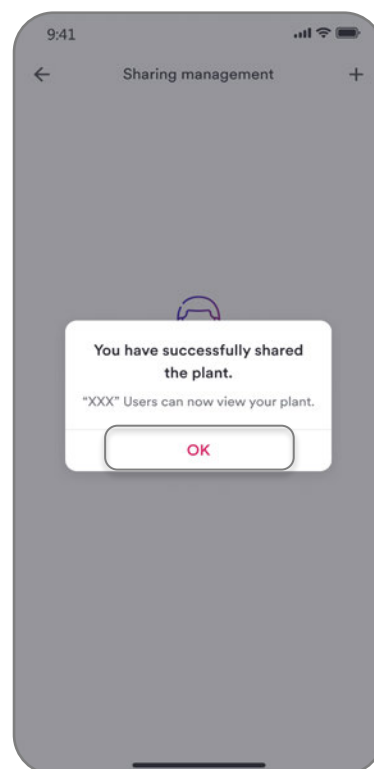 9:41
Sharing management
You have successfully shared
the plant.
“XXX” Users can now view your plant.
OK